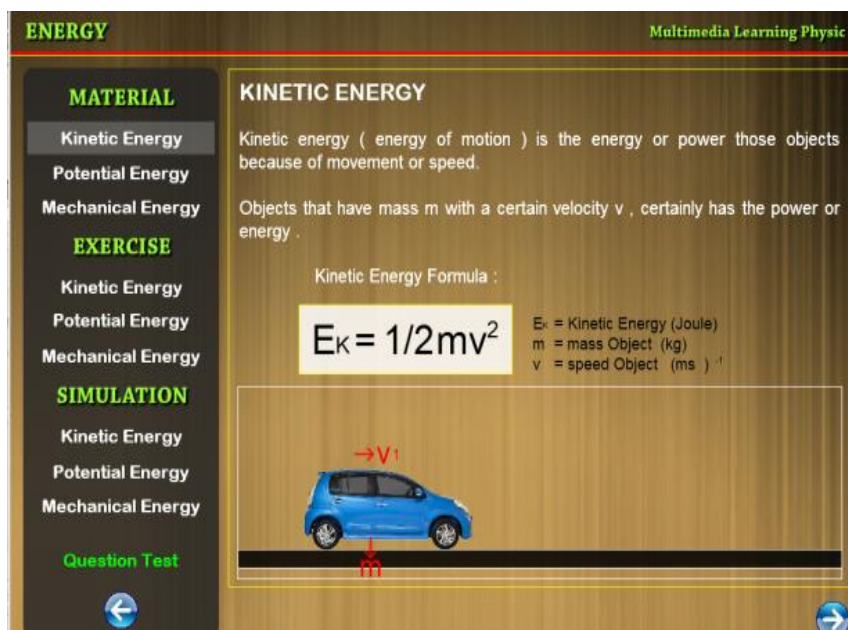 ENERGY
Multimedia Learning Physic
MATERIAL
Kinetic Energy
Potential Energy
Mechanical Energy
EXERCISE
Kinetic Energy
Potential Energy
Mechanical Energy
SIMULATION
Kinetic Energy
Potential Energy
Mechanical Energy
Question Test
KINETIC ENERGY
Kinetic energy ( energy of motion ) is the energy or power those objects
because of movement or speed.
Objects that have mass m with a certain velocity v , certainly has the power or
energy .
Kinetic Energy Formula :
Eᴋ = 1/2mv²
Eᴋ = Kinetic Energy (Joule)
m = mass Object (kg)
v = speed Object (ms ) ⁻¹
→v₁
m